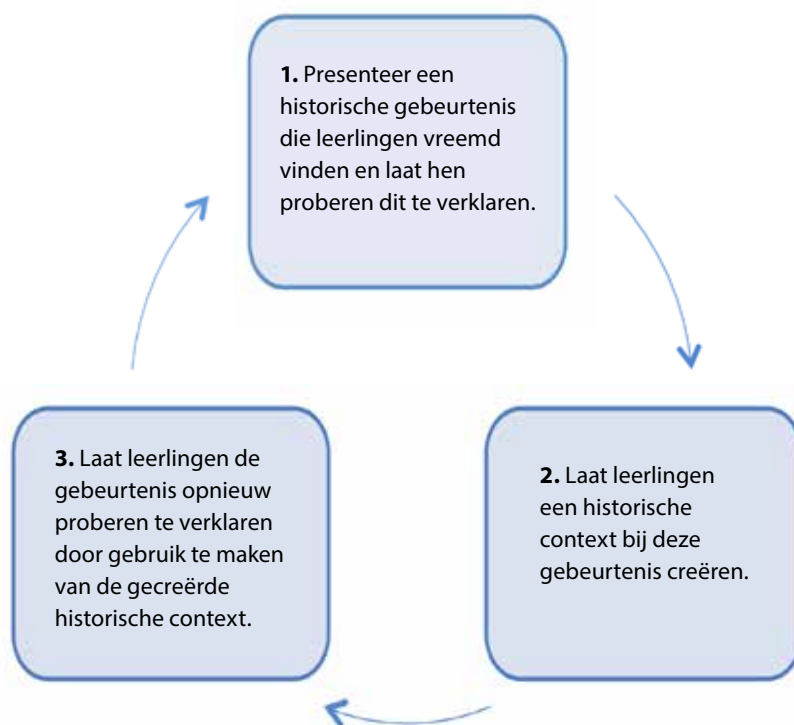 1. Presenteer een
historische gebeurtenis
die leerlingen vreemd
vinden en laat hen
proberen dit te verklaren.
2. Laat leerlingen
een historische
context bij deze
gebeurtenis creëren.
3. Laat leerlingen de
gebeurtenis opnieuw
proberen te verklaren
door gebruik te maken
van de gecreërde
historische context.